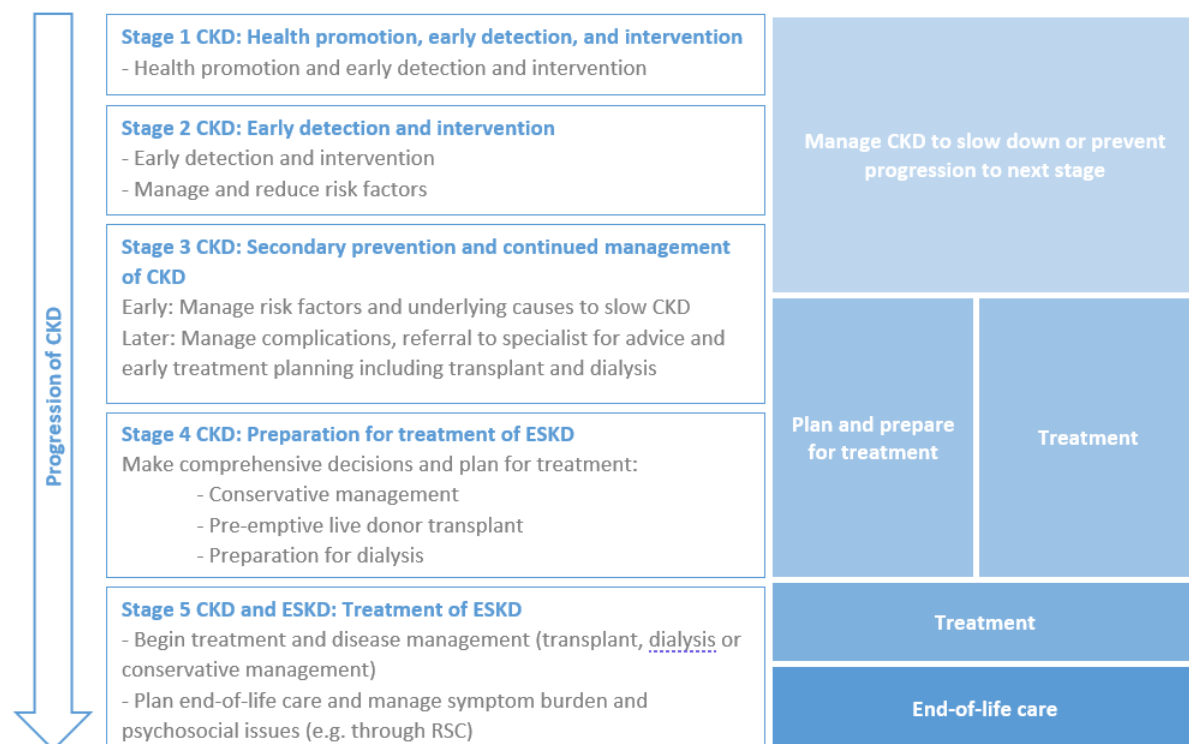 Progression of CKD
Stage 1 CKD: Health promotion, early detection, and intervention
- Health promotion and early detection and intervention
Stage 2 CKD: Early detection and intervention
- Early detection and intervention
- Manage and reduce risk factors
Stage 3 CKD: Secondary prevention and continued management
of CKD
Early: Manage risk factors and underlying causes to slow CKD
Later: Manage complications, referral to specialist for advice and
early treatment planning including transplant and dialysis
Stage 4 CKD: Preparation for treatment of ESKD
Make comprehensive decisions and plan for treatment:
- Conservative management
- Pre-emptive live donor transplant
- Preparation for dialysis
Stage 5 CKD and ESKD: Treatment of ESKD
- Begin treatment and disease management (transplant, dialysis or
conservative management)
- Plan end-of-life care and manage symptom burden and
psychosocial issues (e.g. through RSC)
Manage CKD to slow down or prevent
progression to next stage
Plan and prepare
for treatment
Treatment
Treatment
End-of-life care